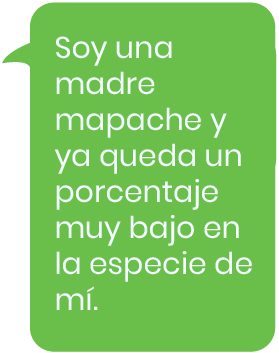 Soy una
madre
mapache y
ya queda un
porcentaje
muy bajo en
la especie de
mí.